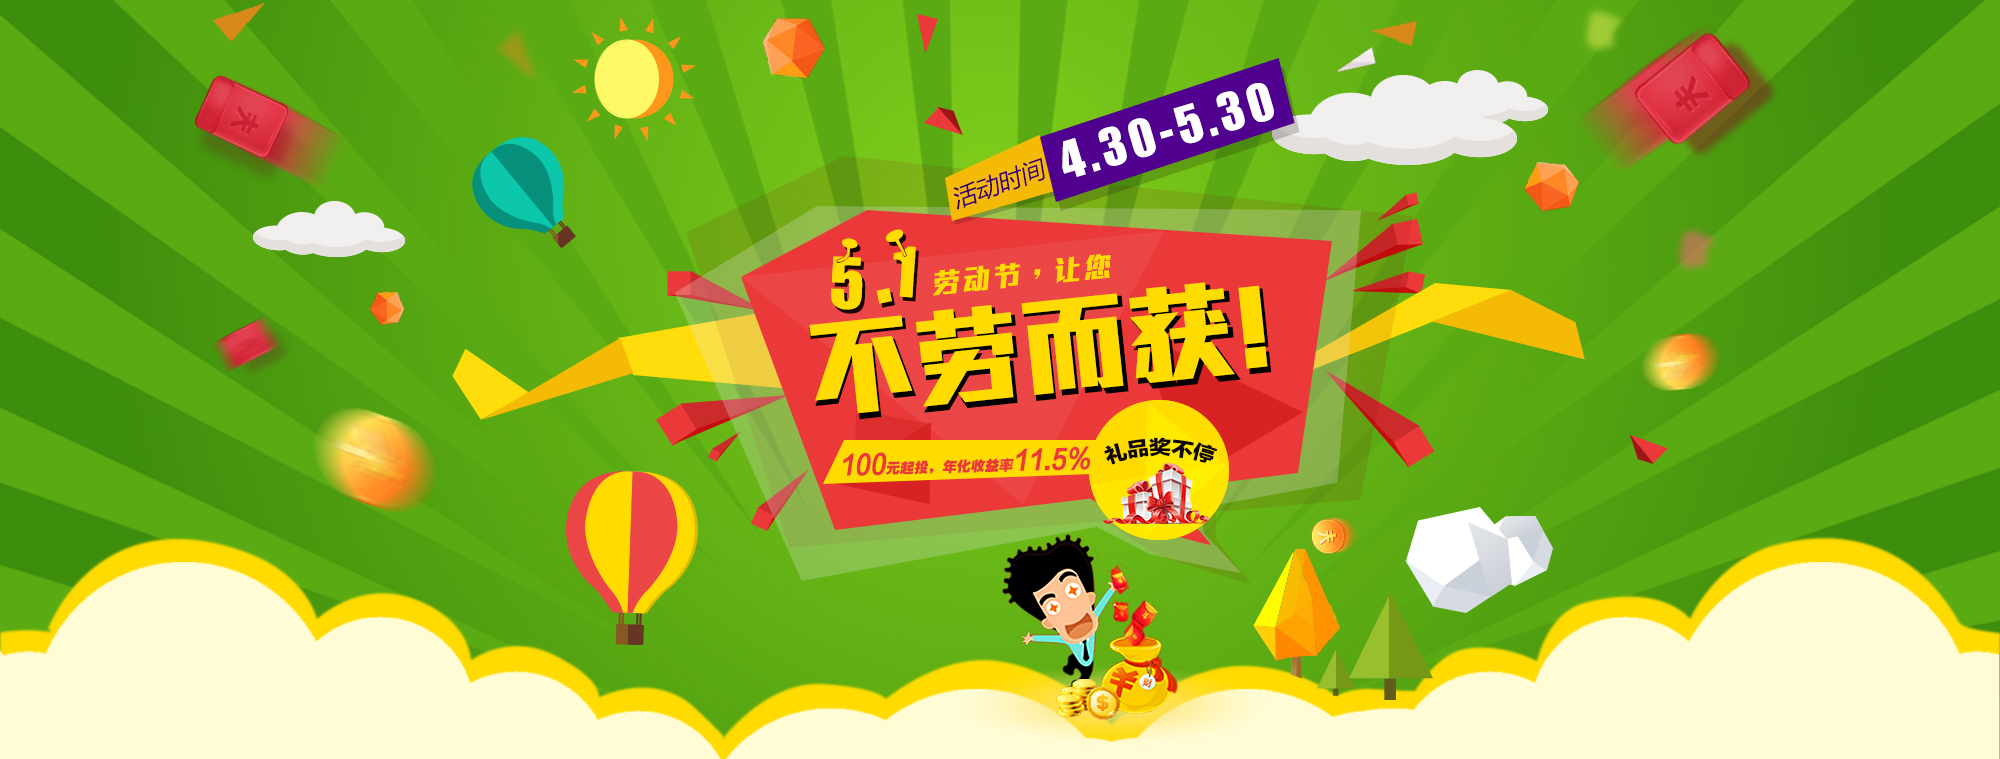 活动时间 4.30-5.30
5.1 劳动节，让您
不劳而获!
100元起投，年化收益率11.5%
礼品奖不停
财